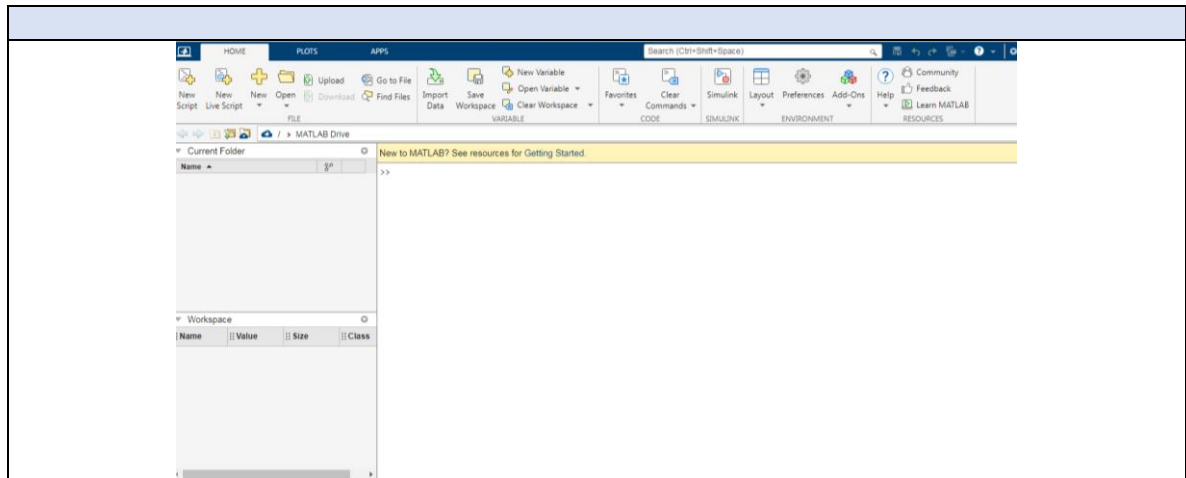 HOME PLOTS APPS Search (Ctrl+Shift+Space)
New Script
New Live Script
New
Open
Upload
Download
Go to File
Find Files
Import Data
Save Workspace
New Variable
Open Variable
Clear Workspace
Favorites
Clear Commands
Simulink
Layout
Preferences
Add-Ons
Help
Community
Feedback
Learn MATLAB
FILE VARIABLE CODE SIMULINK ENVIRONMENT RESOURCES
/ > MATLAB Drive
Current Folder
Name
New to MATLAB? See resources for Getting Started.
>>
Workspace
Name Value Size Class